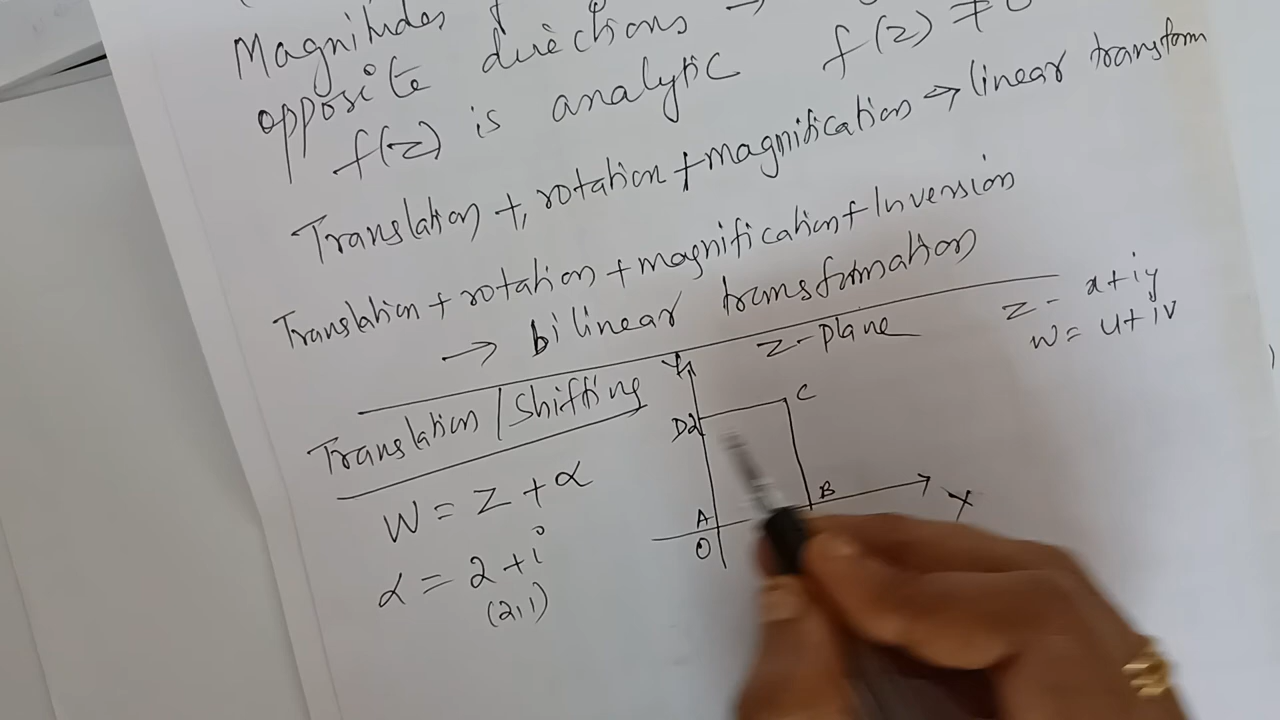 Magnitudes
opposite directions →
f(z) is analytic f(z) ≠ 0
Translation +, rotation + magnification → linear transform
Translation + rotation + magnification + Inversion
→ bilinear transformation
Z-plane
z = x+iy
w = u+iv
Translation / Shifting
Y
C
D2
W = Z + α
B
X
A
O
α = 2 + i
(2,1)